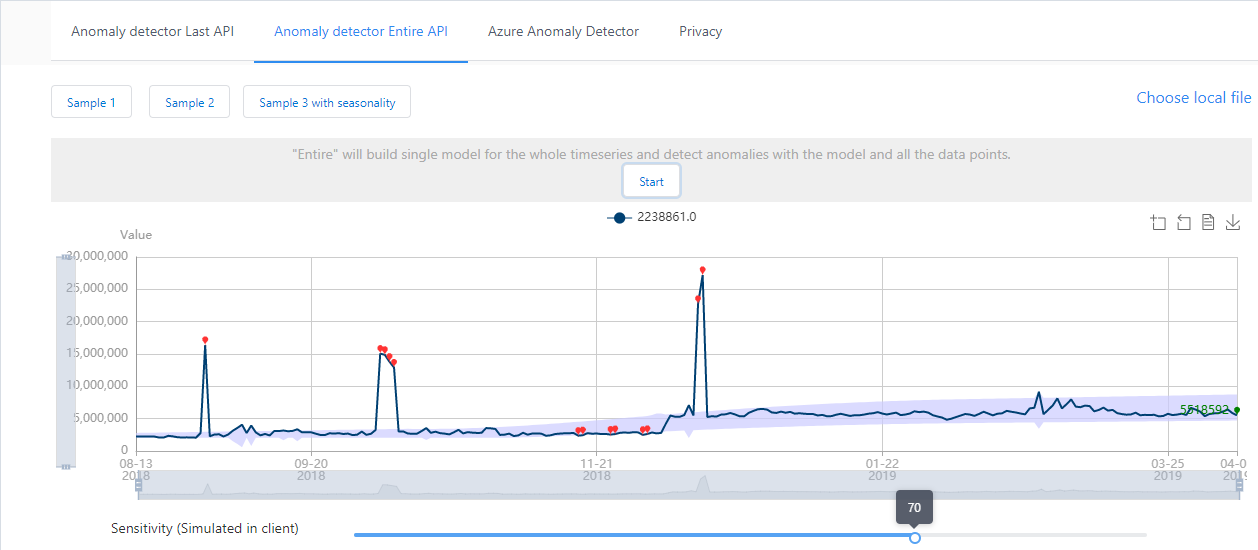 Anomaly detector Last API Anomaly detector Entire API Azure Anomaly Detector Privacy
Sample 1 Sample 2 Sample 3 with seasonality Choose local file
"Entire" will build single model for the whole timeseries and detect anomalies with the model and all the data points.
Start
2238861.0
Value
30,000,000
25,000,000
20,000,000
15,000,000
10,000,000
5,000,000
0
5518592
08-13 09-20 11-21 01-22 03-25 04-0
2018 2018 2018 2019 2019 2019
70
Sensitivity (Simulated in client)